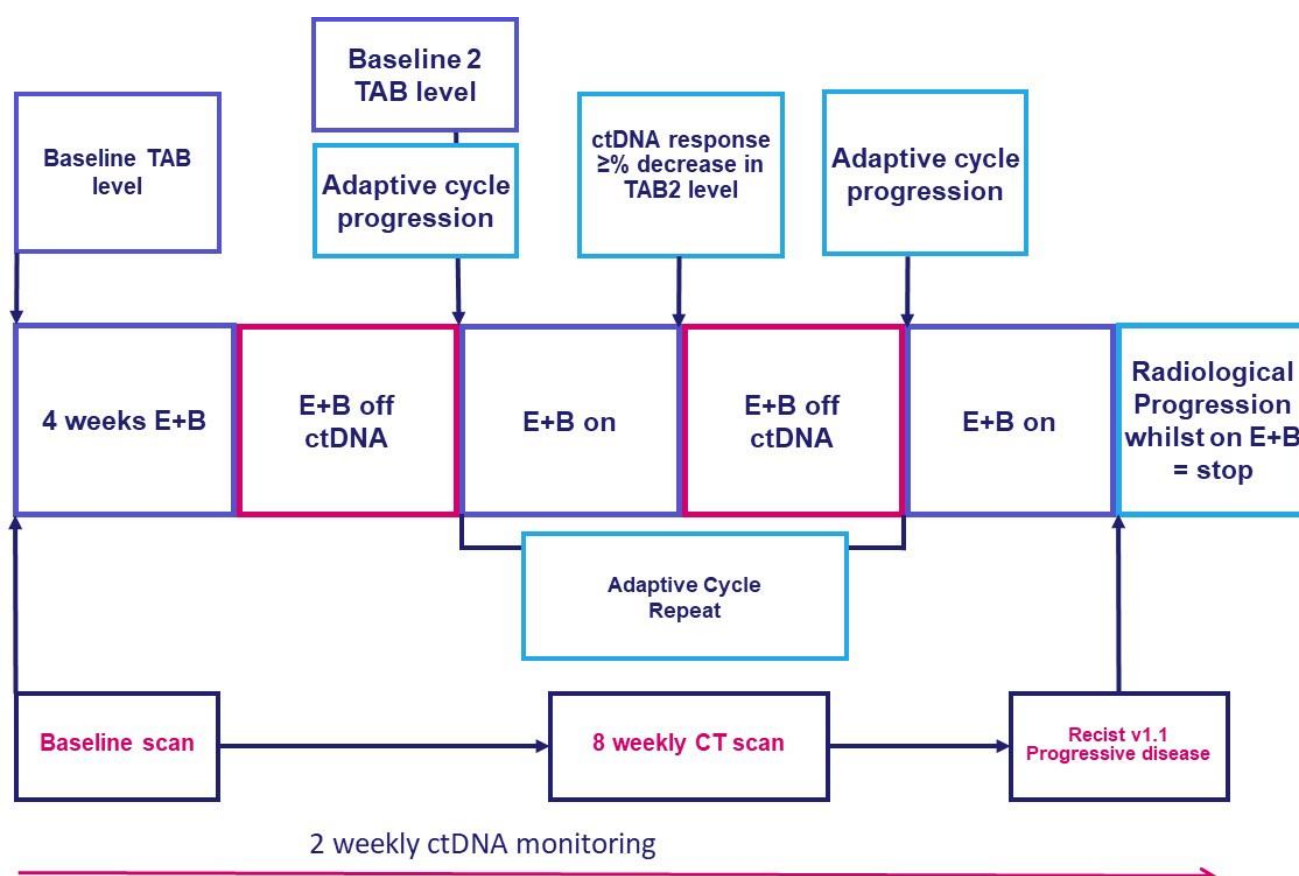 Baseline TAB
level
Baseline 2
TAB level
Adaptive cycle
progression
ctDNA response
≥% decrease in
TAB2 level
Adaptive cycle
progression
4 weeks E+B
E+B off
ctDNA
E+B on
E+B off
ctDNA
E+B on
Radiological
Progression
whilst on E+B
= stop
Adaptive Cycle
Repeat
Baseline scan
8 weekly CT scan
Recist v1.1
Progressive disease
2 weekly ctDNA monitoring